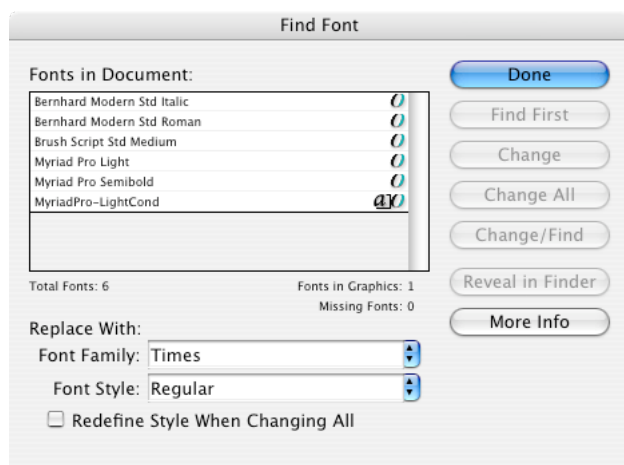 Find Font
Fonts in Document:
Bernhard Modern Std Italic
Bernhard Modern Std Roman
Brush Script Std Medium
Myriad Pro Light
Myriad Pro Semibold
MyriadPro-LightCond
Total Fonts: 6
Fonts in Graphics: 1
Missing Fonts: 0
Replace With:
Font Family: Times
Font Style: Regular
Redefine Style When Changing All
Done
Find First
Change
Change All
Change/Find
Reveal in Finder
More Info